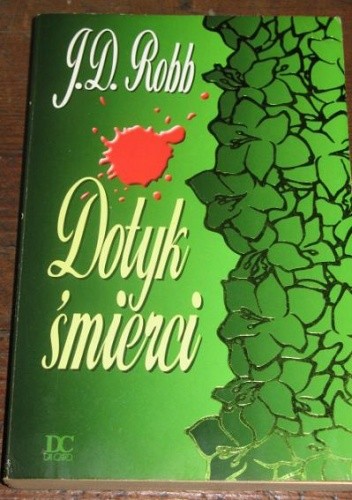 J.D. Robb
Dotyk
śmierci
DC